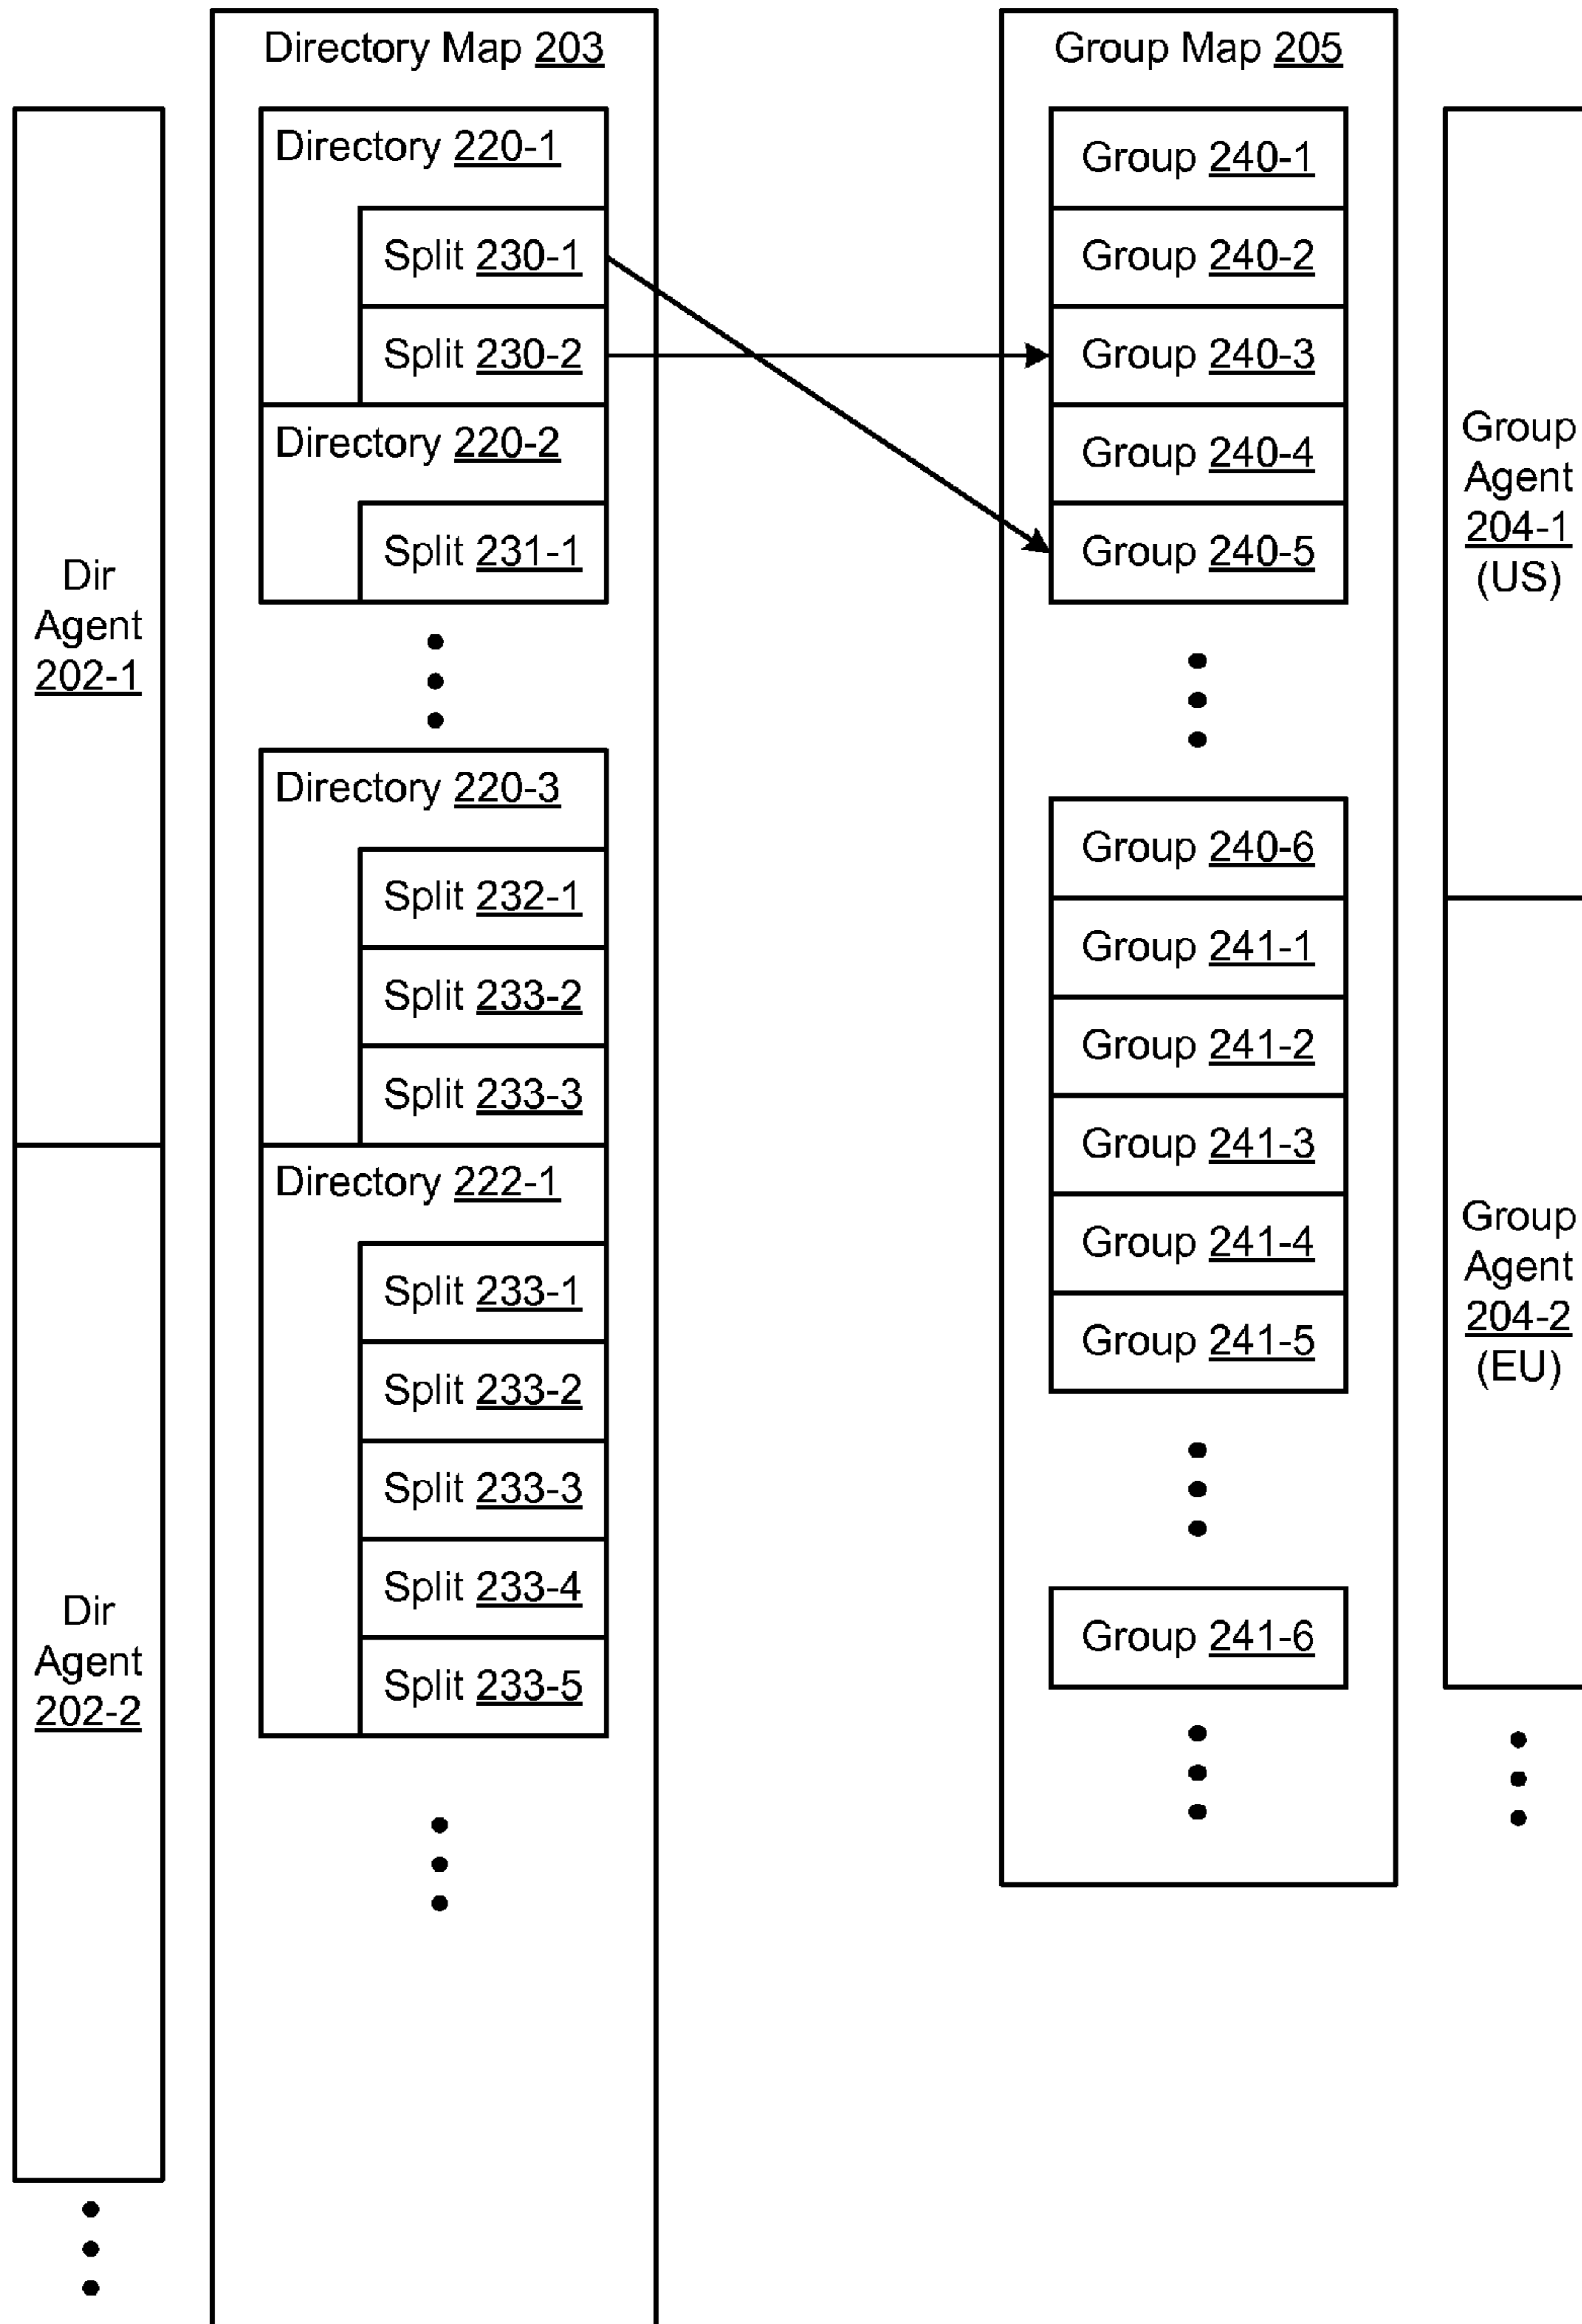 Directory Map 203
Directory 220-1
Split 230-1
Split 230-2
Directory 220-2
Split 231-1
Directory 220-3
Split 232-1
Split 233-2
Split 233-3
Directory 222-1
Split 233-1
Split 233-2
Split 233-3
Split 233-4
Split 233-5
Dir
Agent
202-1
Dir
Agent
202-2
Group Map 205
Group 240-1
Group 240-2
Group 240-3
Group 240-4
Group 240-5
Group 240-6
Group 241-1
Group 241-2
Group 241-3
Group 241-4
Group 241-5
Group 241-6
Group
Agent
204-1
(US)
Group
Agent
204-2
(EU)